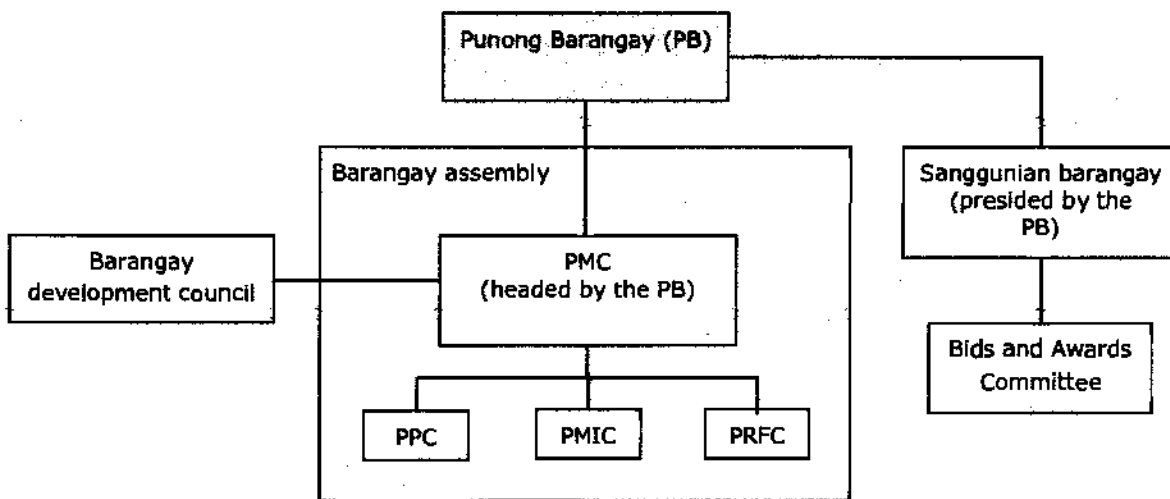 Punong Barangay (PB)
Barangay assembly
Sanggunian barangay
(presided by the
PB)
Barangay
development council
PMC
(headed by the PB)
Bids and Awards
Committee
PPC
PMIC
PRFC